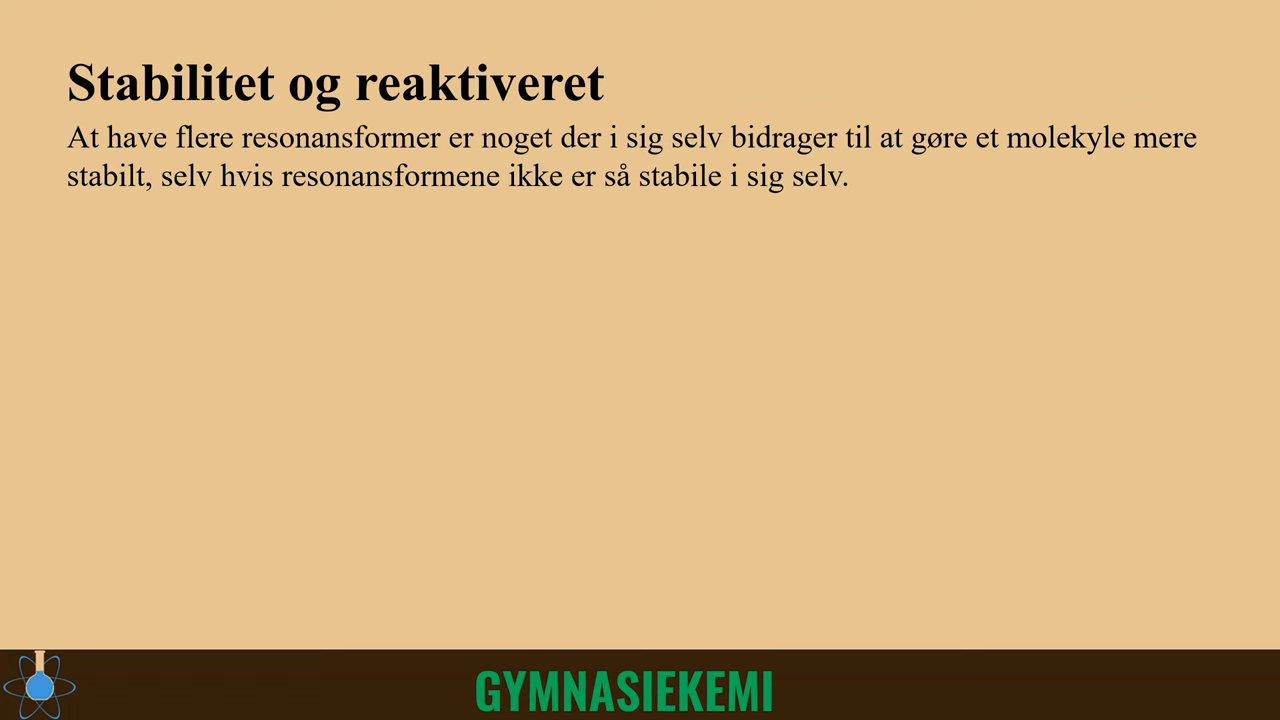 Stabilitet og reaktiveret
At have flere resonansformer er noget der i sig selv bidrager til at gøre et molekyle mere
stabilt, selv hvis resonansformene ikke er så stabile i sig selv.
GYMNASIEKEMI